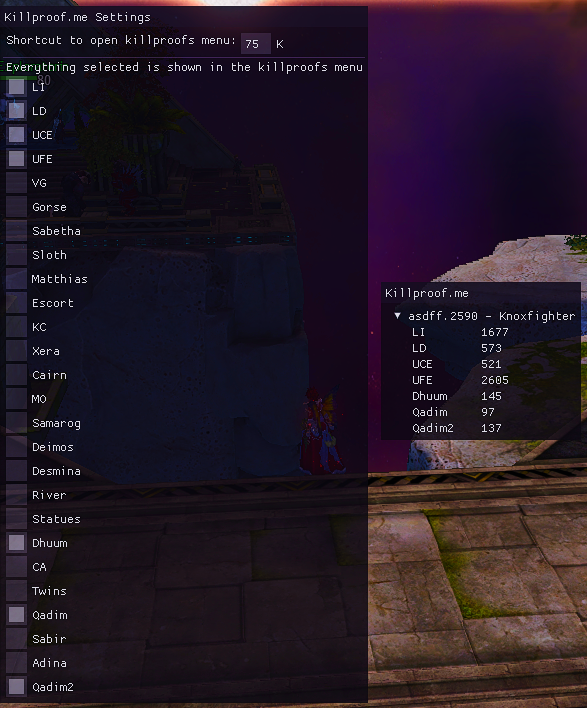 Killproof.me Settings
Shortcut to open killproofs menu: 75 K
Everything selected is shown in the killproofs menu
80
LI
LD
UCE
UFE
VG
Gorse
Sabetha
Sloth
Matthias
Escort
KC
Xera
Cairn
MO
Samarog
Deimos
Desmina
River
Statues
Dhuum
CA
Twins
Qadim
Sabir
Adina
Qadim2
Killproof.me
▼ asdff.2590 - Knoxfighter
LI 1677
LD 573
UCE 521
UFE 2605
Dhuum 145
Qadim 97
Qadim2 137